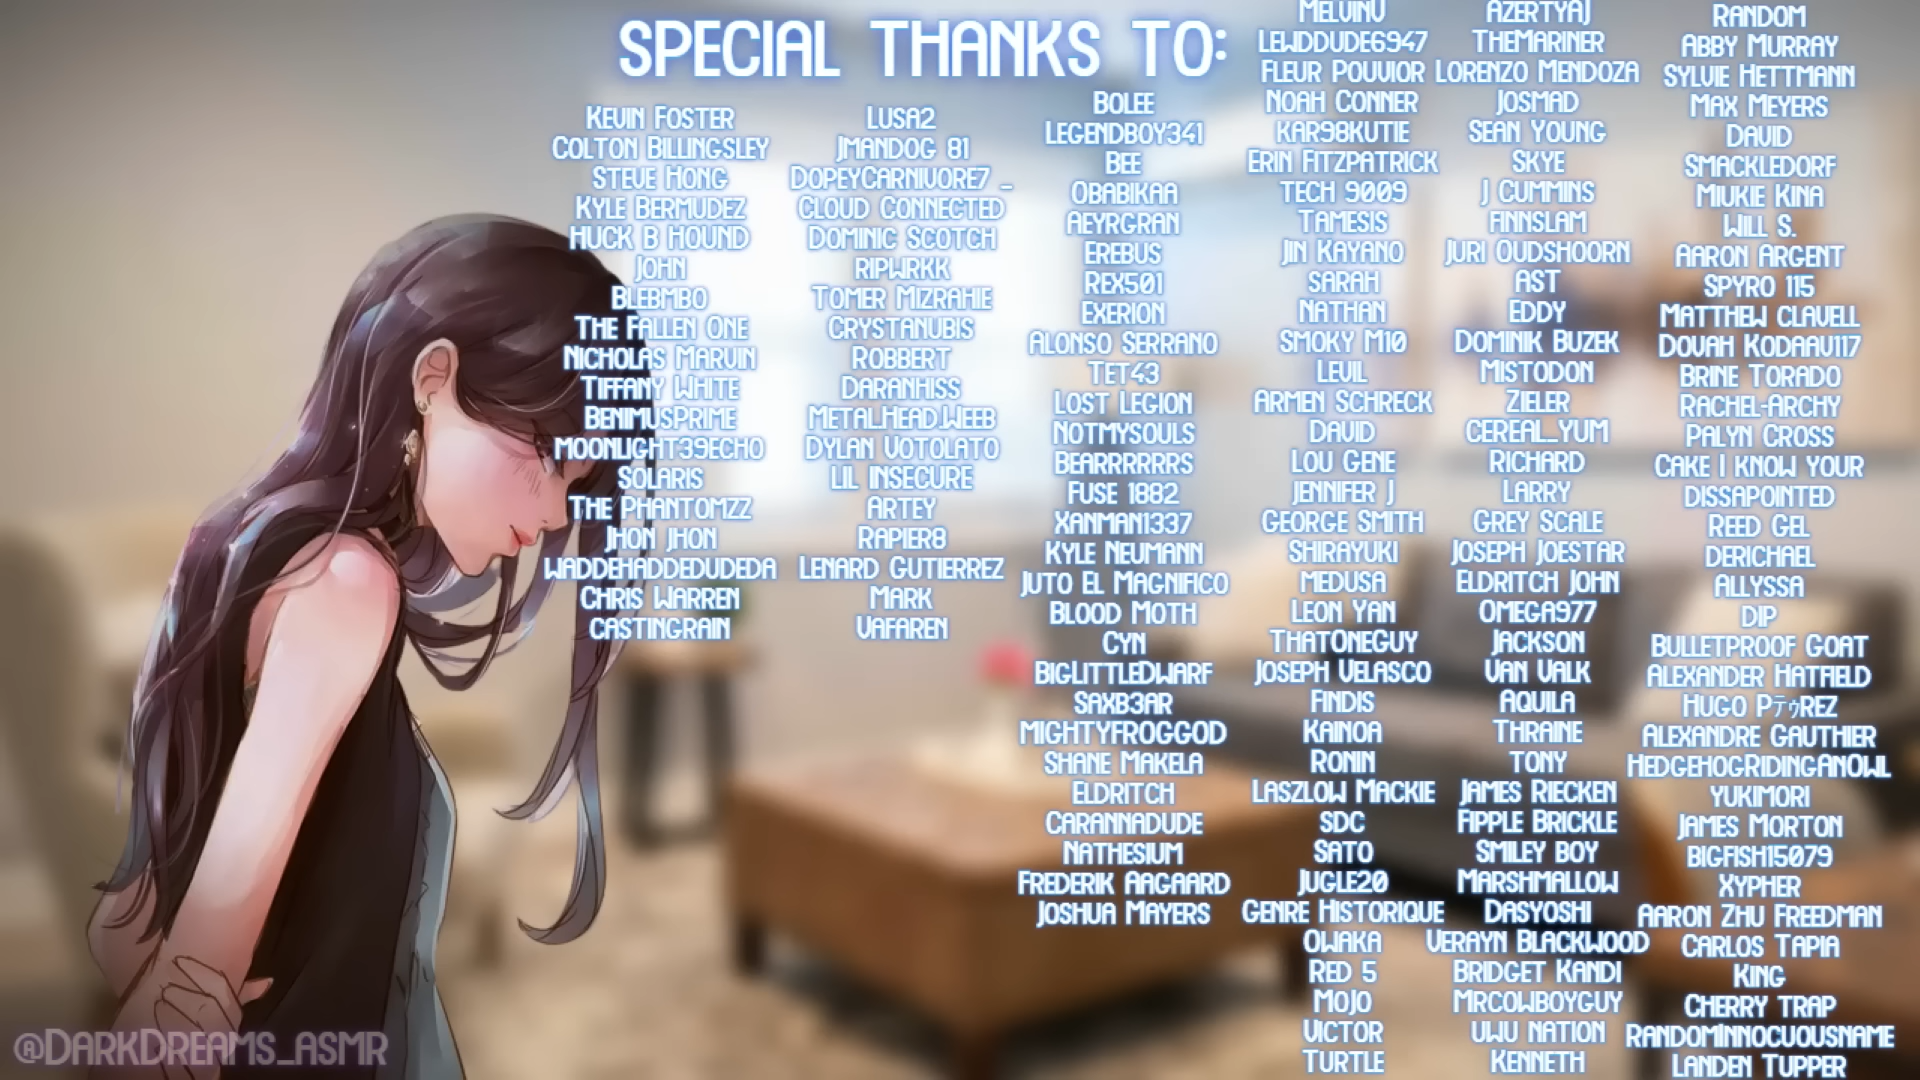 SPECIAL THANKS TO:
Kevin Foster
Colton Billingsley
Steve Hong
Kyle Bermudez
Huck B Hound
John
Blebmbo
The Fallen One
Nicholas Marvin
Tiffany White
BenimusPrime
Moonlight39echo
Solaris
The Phantomzz
Jhon Jhon
waddehaddedudeda
Chris Warren
castingrain
Lusa2
Jmandog 81
DopeyCarnivore7 _
Cloud Connected
Dominic Scotch
ripwrkk
Tomer Mizrahie
Crystanubis
Robbert
Daranhiss
Metal.Head.Weeb
Dylan Votolato
Lil Insecure
Artey
Rapier8
Lenard Gutierrez
Mark
Vafaren
Bolee
legendboy341
Bee
Obabikaa
Aeyrgran
Erebus
Rex501
Exerion
Alonso Serrano
Tet43
Lost Legion
notmysouls
Bearrrrrrs
Fuse 1882
Xanman1337
Kyle Neumann
Juto El Magnifico
Blood Moth
Cyn
BigLittleDwarf
Saxb3ar
MIGHTYFROGGOD
Shane Makela
Eldritch
Carannadude
Nathesium
Frederik Aagaard
Joshua Mayers
MelvinV
lewddude6947
Fleur Pouvior
Noah Conner
kar98kutie
Erin Fitzpatrick
tech 9009
Tamesis
Jin Kayano
sarah
Nathan
Smoky M10
Levil
Armen Schreck
David
Lou Gene
Jennifer J
George Smith
Shirayuki
medusa
Leon Yan
ThatOneGuy
Joseph Velasco
Findis
Kainoa
Ronin
Laszlow Mackie
SDC
Sato
Jugle20
Genre Historique
Owaka
Red 5
Mojo
Victor
Turtle
AzertyAJ
TheMariner
Lorenzo Mendoza
Josmad
Sean Young
Skye
J Cummins
finnslam
Juri Oudshoorn
AST
Eddy
Dominik Buzek
Mistodon
Zieler
cereal_yum
Richard
Larry
Grey Scale
Joseph Joestar
Eldritch John
Omega977
Jackson
Van Valk
Aquila
Thraine
Tony
James Riecken
Fipple Brickle
Smiley Boy
Marshmallow
Dasyoshi
Verayn Blackwood
Bridget Kandi
MrCowboyGuy
UwU Nation
Kenneth
Random
Abby Murray
Sylvie Hettmann
Max Meyers
David
Smackledorf
Miukie Kina
Will S.
Aaron Argent
Spyro 115
Matthew clavell
Dovah Kodaav117
Brine Torado
Rachel-Archy
Palyn Cross
Cake I know your
dissapointed
Reed Gel
Derichael
Allyssa
Dip
Bulletproof Goat
Alexander Hatfield
Hugo Pﾃゥrez
Alexandre Gauthier
HedgehogRidingAnOwl
Yukimori
James Morton
bigfish15079
Xypher
Aaron Zhu Freedman
Carlos Tapia
King
Cherry trap
RandomInnocuousName
Landen Tupper
@DarkDreams_ASMR